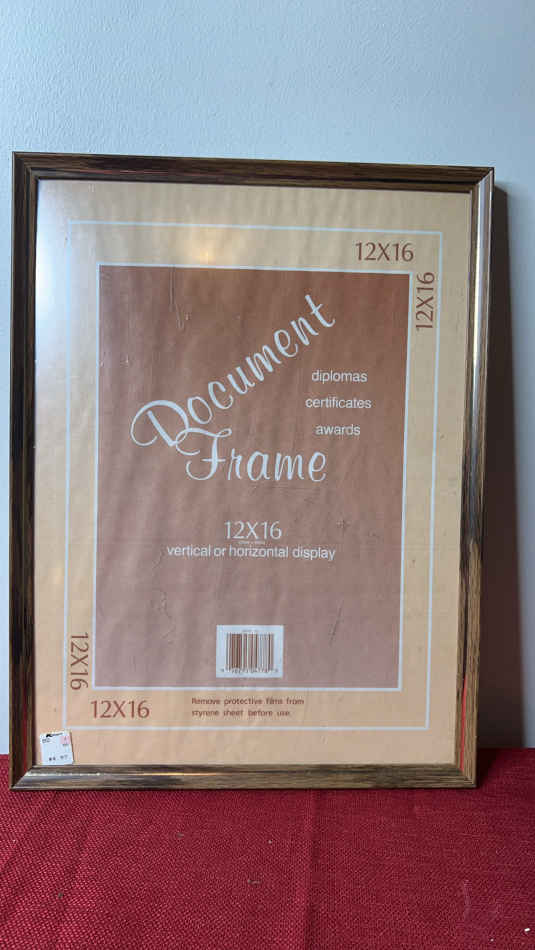 12X16
12X16
Document
Frame
diplomas
certificates
awards
12X16
vertical or horizontal display
12X16
12X16
Remove protective films from
styrene sheet before use.